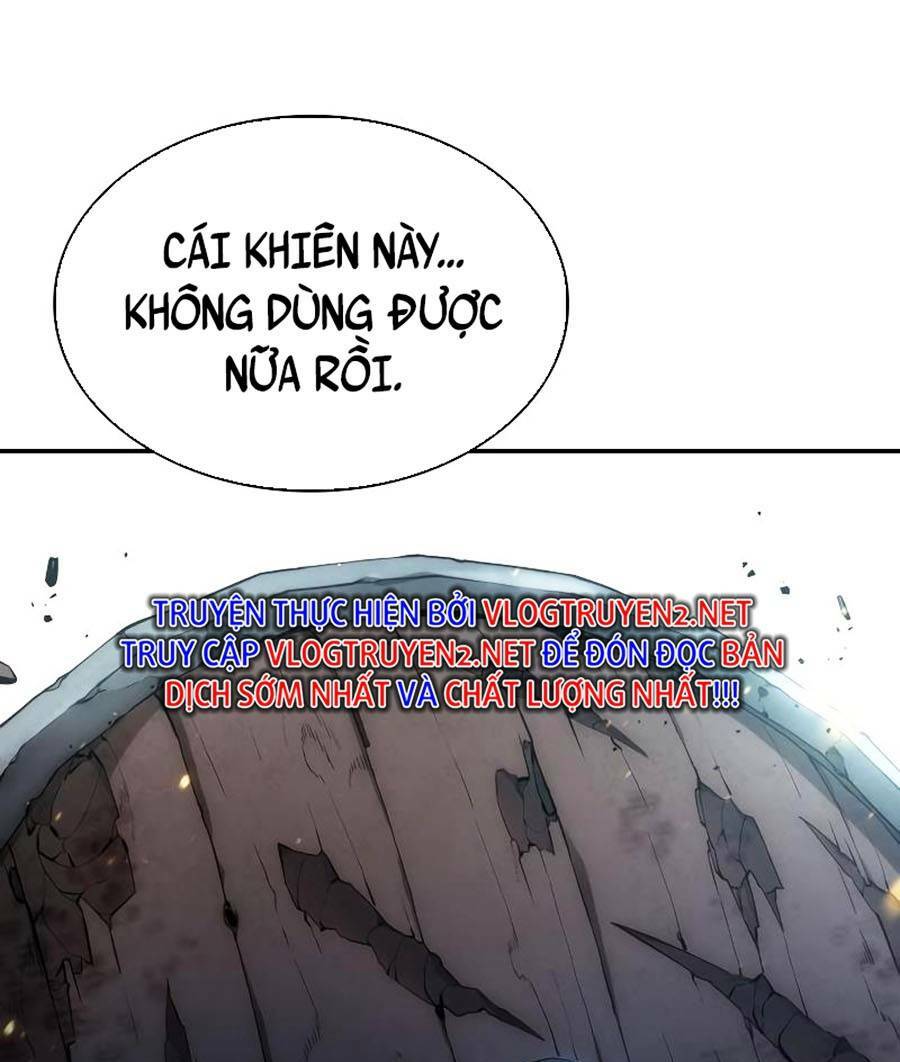 CÁI KHIÊN NÀY...
KHÔNG DÙNG ĐƯỢC
NỮA RỒI.
TRUYỆN THỰC HIỆN BỞI VLOGTRUYEN2.NET
TRUY CẬP VLOGTRUYEN2.NET ĐỂ ĐÓN ĐỌC BẢN
DỊCH SỚM NHẤT VÀ CHẤT LƯỢNG NHẤT!!!